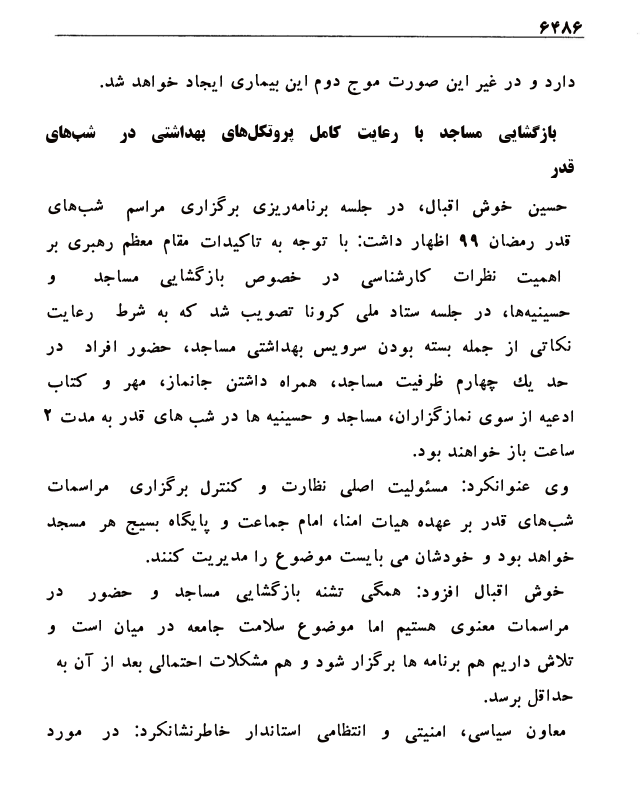 ۶۴۸۶
دارد و در غیر این صورت موج دوم این بیماری ایجاد خواهد شد.
بازگشایی مساجد با رعایت کامل پروتکل‌های بهداشتی در شب‌های
قدر
حسین خوش اقبال، در جلسه برنامه‌ریزی برگزاری مراسم شب‌های
قدر رمضان ۹۹ اظهار داشت: با توجه به تاکیدات مقام معظم رهبری بر
اهمیت نظرات کارشناسی در خصوص بازگشایی مساجد و
حسینیه‌ها، در جلسه ستاد ملی کرونا تصویب شد که به شرط رعایت
نکاتی از جمله بسته بودن سرویس بهداشتی مساجد، حضور افراد در
حد یك چهارم ظرفیت مساجد، همراه داشتن جانماز، مهر و کتاب
ادعیه از سوی نمازگزاران، مساجد و حسینیه ها در شب های قدر به مدت ۲
ساعت باز خواهند بود.
وی عنوانکرد: مسئولیت اصلی نظارت و کنترل برگزاری مراسمات
شب‌های قدر بر عهده هیات امنا، امام جماعت و پایگاه بسیج هر مسجد
خواهد بود و خودشان می بایست موضوع را مدیریت کنند.
خوش اقبال افزود: همگی تشنه بازگشایی مساجد و حضور در
مراسمات معنوی هستیم اما موضوع سلامت جامعه در میان است و
تلاش داریم هم برنامه ها برگزار شود و هم مشکلات احتمالی بعد از آن به
حداقل برسد.
معاون سیاسی، امنیتی و انتظامی استاندار خاطرنشانکرد: در مورد